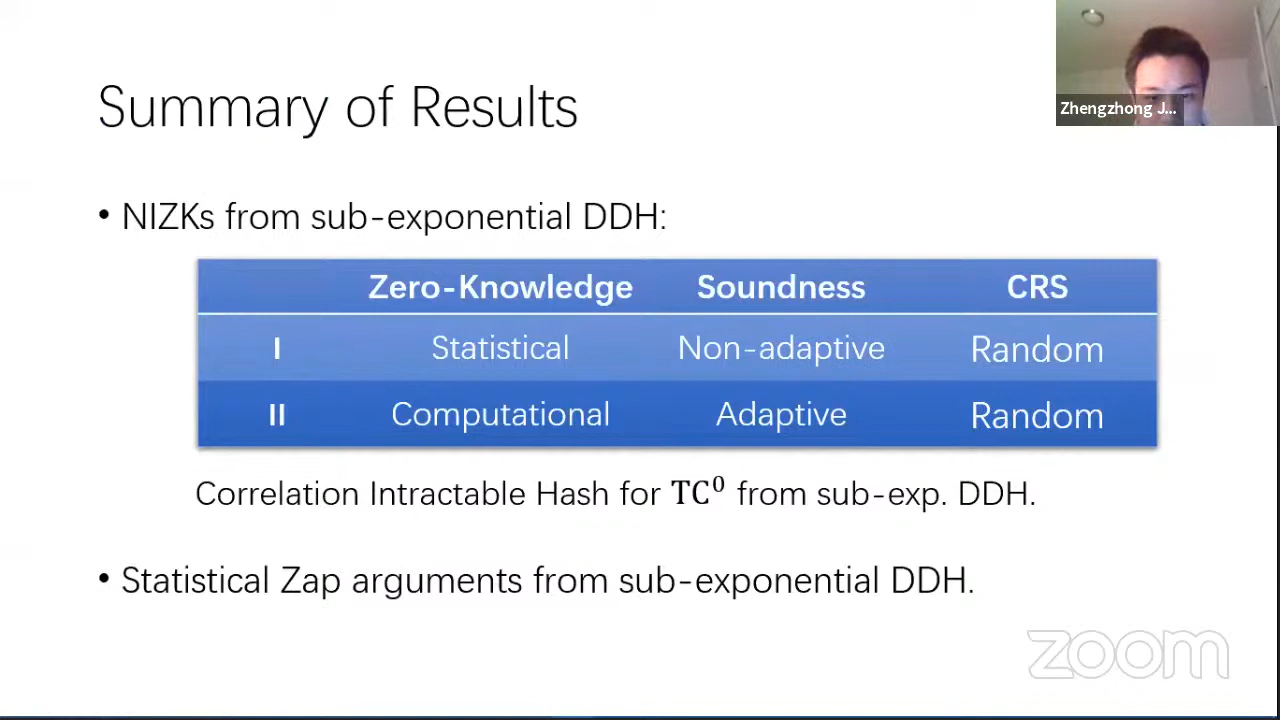 Zhengzhong J...
Summary of Results
• NIZKs from sub-exponential DDH:
Zero-Knowledge Soundness CRS
I Statistical Non-adaptive Random
II Computational Adaptive Random
Correlation Intractable Hash for TC⁰ from sub-exp. DDH.
• Statistical Zap arguments from sub-exponential DDH.
zoom